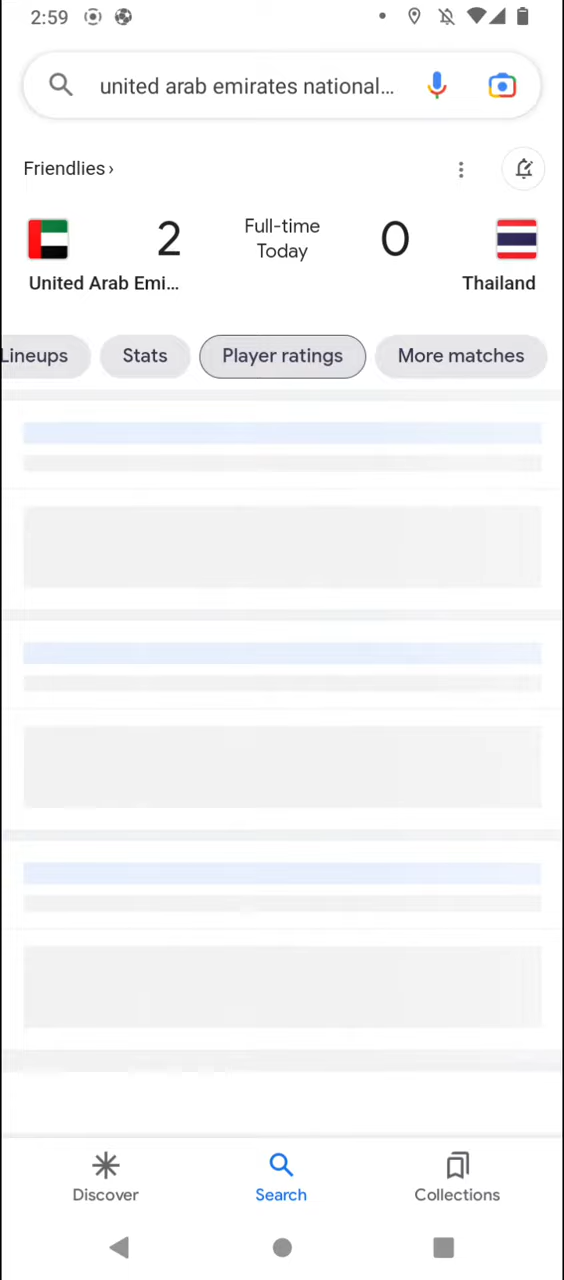 2:59
united arab emirates national...
Friendlies ›
2
Full-time
Today
0
United Arab Emi...
Thailand
Lineups
Stats
Player ratings
More matches
Discover
Search
Collections